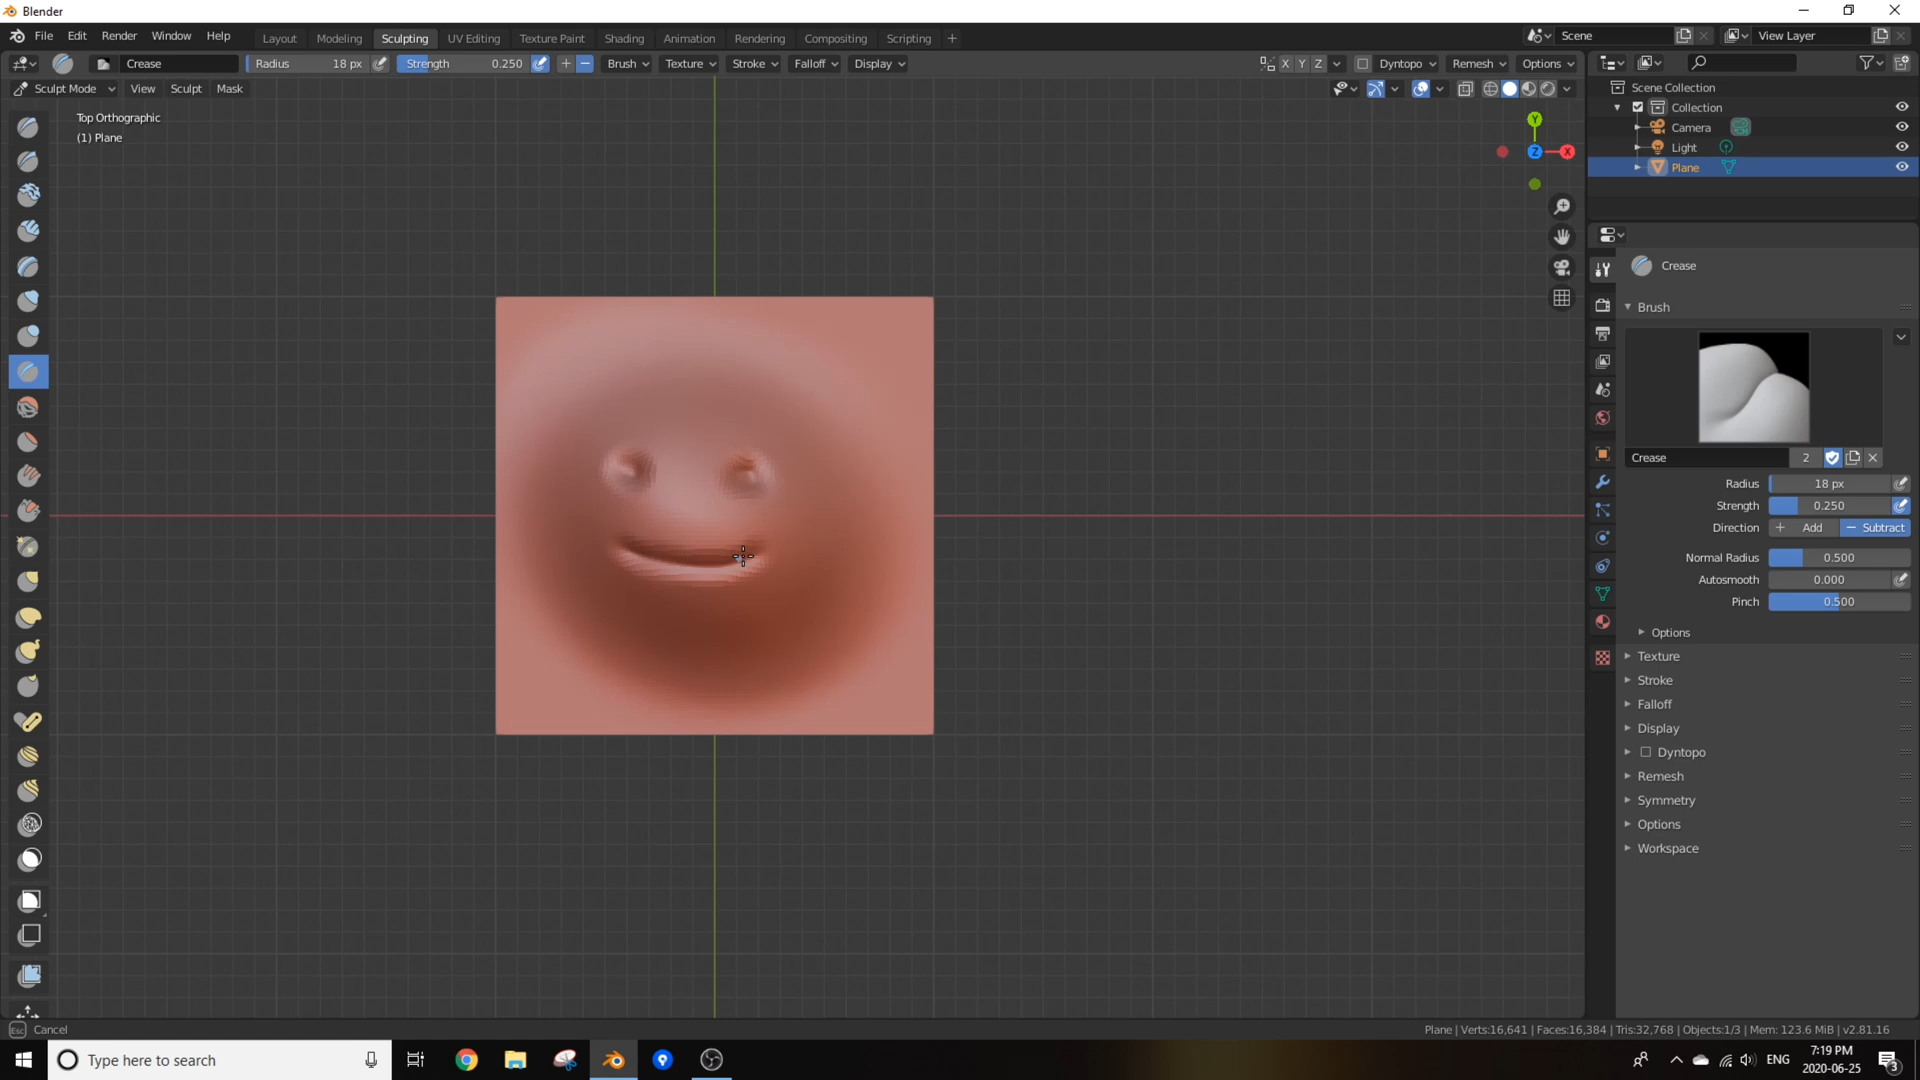 Blender
File Edit Render Window Help Layout Modeling Sculpting UV Editing Texture Paint Shading Animation Rendering Compositing Scripting + Scene View Layer
Crease Radius 18 px Strength 0.250 + − Brush Texture Stroke Falloff Display X Y Z Dyntopo Remesh Options
Sculpt Mode View Sculpt Mask
Top Orthographic
(1) Plane
Y
Z X
Scene Collection
Collection
Camera
Light
Plane
Crease
Brush
Crease 2
Radius 18 px
Strength 0.250
Direction + Add − Subtract
Normal Radius 0.500
Autosmooth 0.000
Pinch 0.500
Options
Texture
Stroke
Falloff
Display
Dyntopo
Remesh
Symmetry
Options
Workspace
Esc Cancel Plane | Verts:16,641 | Faces:16,384 | Tris:32,768 | Objects:1/3 | Mem: 123.6 MiB | v2.81.16
Type here to search ENG 7:19 PM
2020-06-25 3